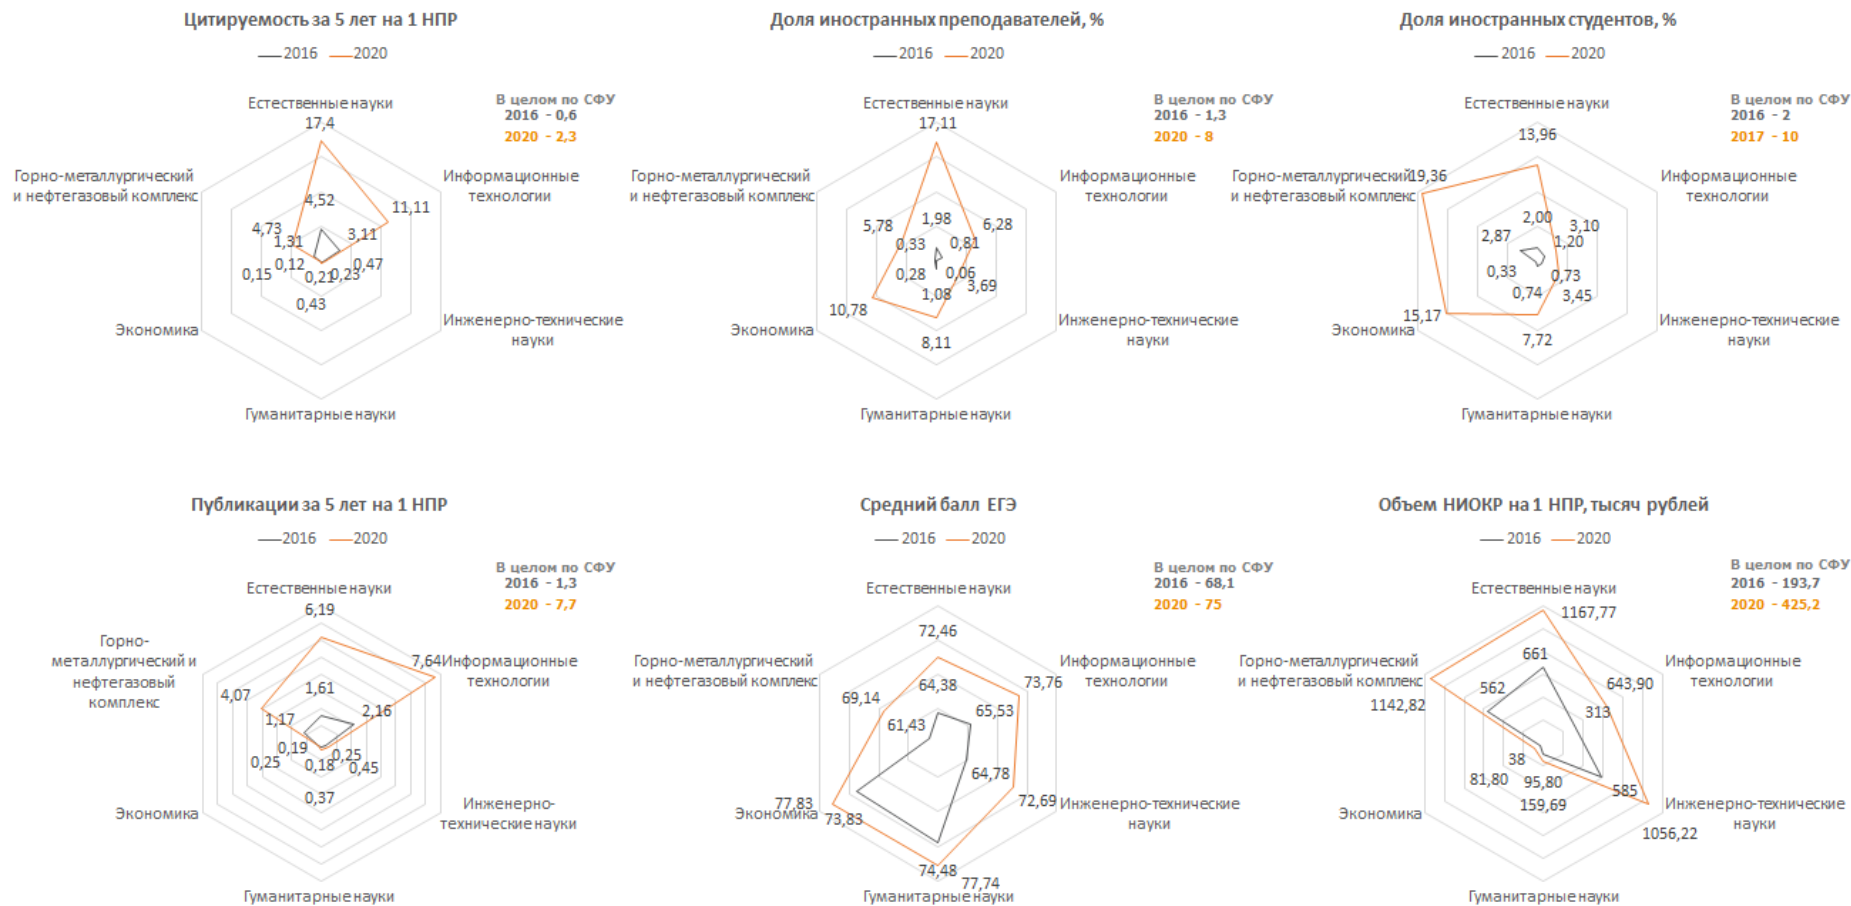 Цитируемость за 5 лет на 1 НПР
2016 2020
В целом по СФУ
2016 - 0,6
2020 - 2,3
Естественные науки
17,4
Горно-металлургический
и нефтегазовый комплекс
Информационные
технологии
11,11
4,52
4,73
1,31
3,11
0,12
0,15
0,21
0,23
0,47
0,43
Экономика
Инженерно-технические
науки
Гуманитарные науки
Доля иностранных преподавателей, %
2016 2020
В целом по СФУ
2016 - 1,3
2020 - 8
Естественные науки
17,11
Горно-металлургический
и нефтегазовый комплекс
Информационные
технологии
1,98
5,78
6,28
0,33
0,81
0,28
0,06
10,78
1,08
3,69
8,11
Экономика
Инженерно-технические
науки
Гуманитарные науки
Доля иностранных студентов, %
2016 2020
В целом по СФУ
2016 - 2
2017 - 10
Естественные науки
13,96
Горно-металлургический
и нефтегазовый комплекс
19,36
Информационные
технологии
2,00
3,10
2,87
1,20
0,33
0,73
0,74
3,45
15,17
7,72
Экономика
Инженерно-технические
науки
Гуманитарные науки
Публикации за 5 лет на 1 НПР
2016 2020
В целом по СФУ
2016 - 1,3
2020 - 7,7
Естественные науки
6,19
Горно-
металлургический и
нефтегазовый
комплекс
7,64
Информационные
технологии
4,07
1,61
1,17
2,16
0,19
0,25
0,25
0,18
0,45
0,37
Экономика
Инженерно-
технические науки
Гуманитарные науки
Средний балл ЕГЭ
2016 2020
В целом по СФУ
2016 - 68,1
2020 - 75
Естественные науки
72,46
Горно-металлургический
и нефтегазовый комплекс
Информационные
технологии
73,76
64,38
69,14
65,53
61,43
64,78
77,83
73,83
72,69
74,48
77,74
Экономика
Инженерно-технические
науки
Гуманитарные науки
Объем НИОКР на 1 НПР, тысяч рублей
2016 2020
В целом по СФУ
2016 - 193,7
2020 - 425,2
Естественные науки
1167,77
Горно-металлургический
и нефтегазовый комплекс
1142,82
Информационные
технологии
643,90
661
562
313
38
81,80
95,80
585
159,69
1056,22
Экономика
Инженерно-технические
науки
Гуманитарные науки